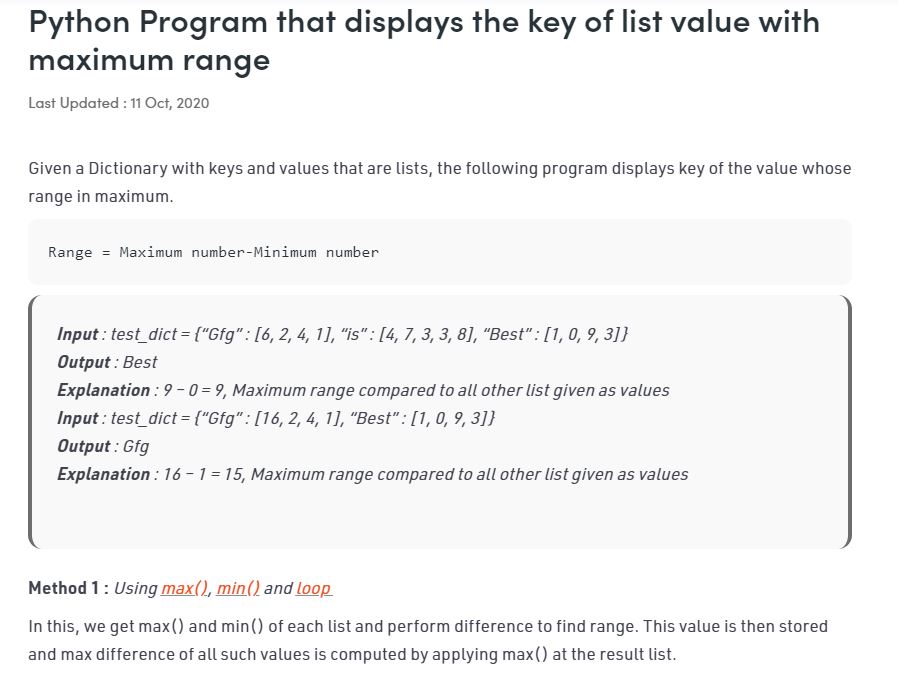 Python Program that displays the key of list value with
maximum range
Last Updated : 11 Oct, 2020
Given a Dictionary with keys and values that are lists, the following program displays key of the value whose
range in maximum.
Range = Maximum number-Minimum number
Input : test_dict = {“Gfg” : [6, 2, 4, 1], “is” : [4, 7, 3, 3, 8], “Best” : [1, 0, 9, 3]}
Output : Best
Explanation : 9 – 0 = 9, Maximum range compared to all other list given as values
Input : test_dict = {“Gfg” : [16, 2, 4, 1], “Best” : [1, 0, 9, 3]}
Output : Gfg
Explanation : 16 – 1 = 15, Maximum range compared to all other list given as values
Method 1 : Using max(), min() and loop
In this, we get max() and min() of each list and perform difference to find range. This value is then stored
and max difference of all such values is computed by applying max() at the result list.